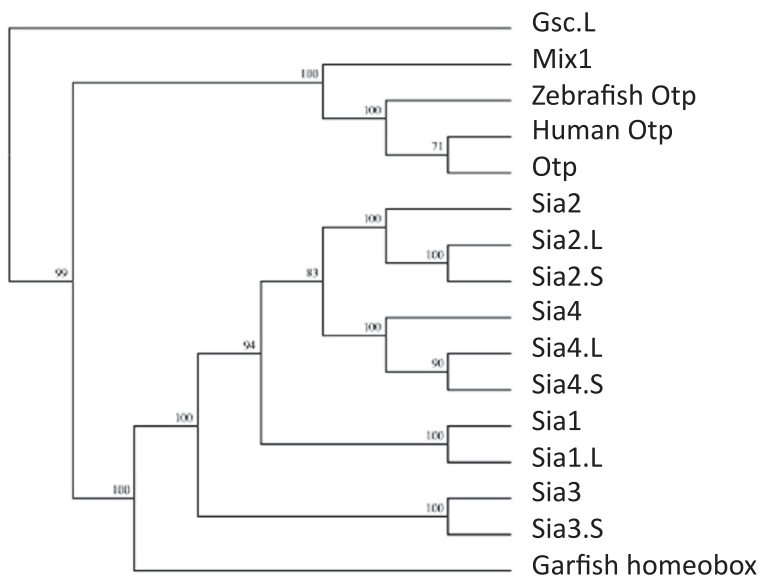 Gsc.L
Mix1
100
Zebrafish Otp
100
Human Otp
71
Otp
Sia2
100
Sia2.L
100
99
83
Sia2.S
Sia4
100
94
Sia4.L
90
Sia4.S
100
Sia1
100
Sia1.L
100
Sia3
100
Sia3.S
Garfish homeobox